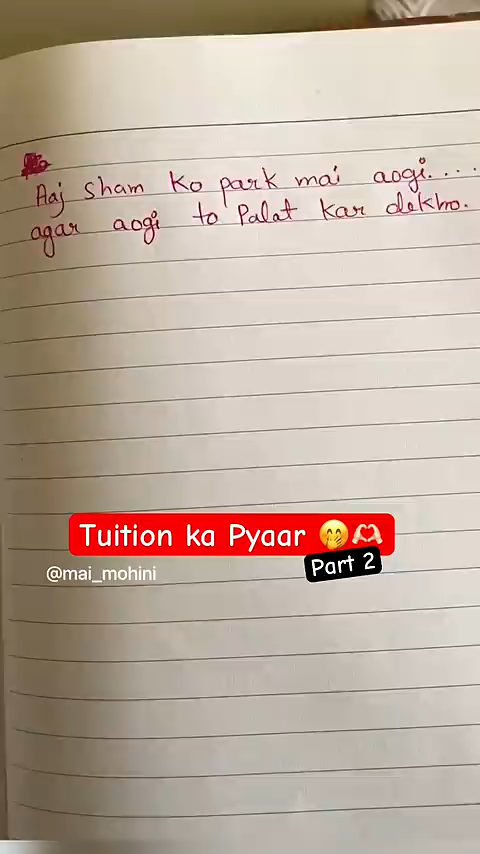 Aaj sham ko park mai aogi....
agar aogi to Palat kar dekho.
Tuition ka Pyaar 🤭🫶
@mai_mohini
Part 2